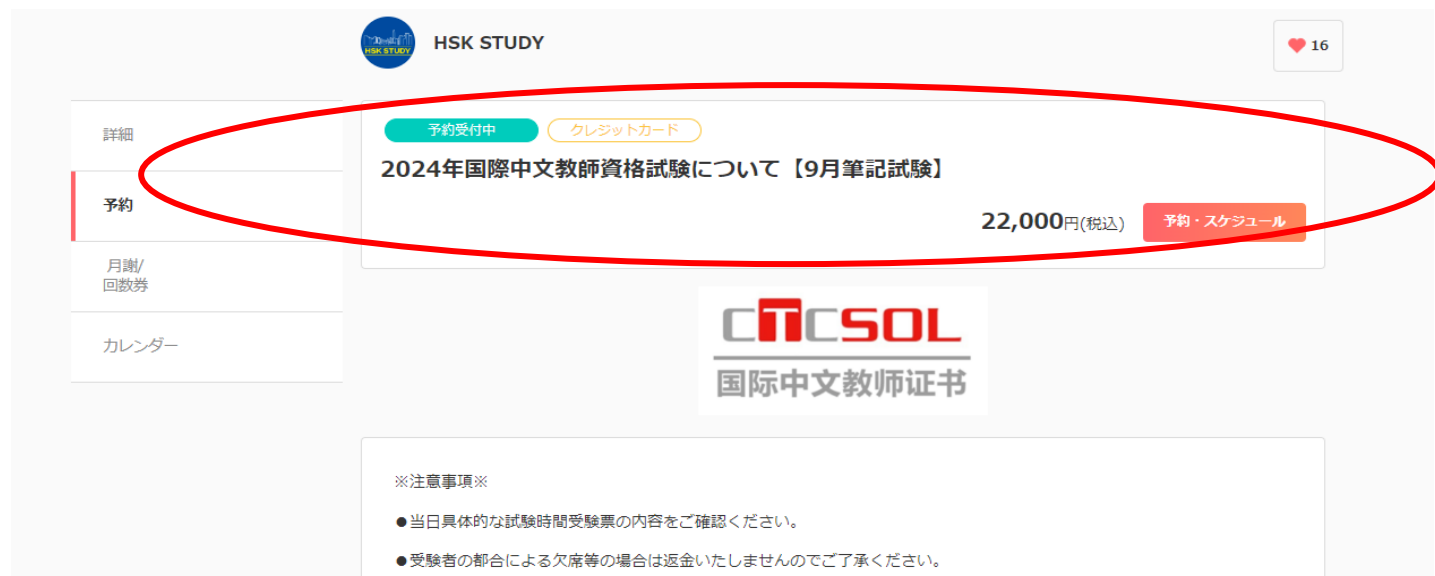 HSK STUDY
HSK STUDY
16
詳細
予約
月謝/
回数券
カレンダー
予約受付中
クレジットカード
2024年国際中文教師資格試験について【9月筆記試験】
22,000円(税込)
予約・スケジュール
CTCSOL
国际中文教师证书
※注意事項※
●当日具体的な試験時間受験票の内容をご確認ください。
●受験者の都合による欠席等の場合は返金いたしませんのでご了承ください。